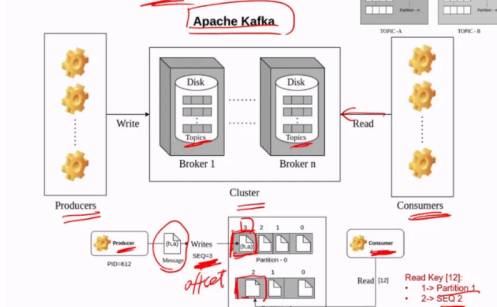 Apache Kafka
Partition - n
Partition - n
TOPIC -A
TOPIC - B
Disk
Disk
Write
Read
Topics
Topics
Broker 1
Broker n
Cluster
Producers
Consumers
3 2 1 0
Producer
(h,a)
Writes
(h,a)
Consumer
PID=612
Message
SEQ=3
Partition - 0
offset
Read [12]
Read Key [12]:
2 1 0
• 1-> Partition 1
• 2-> SEQ 2